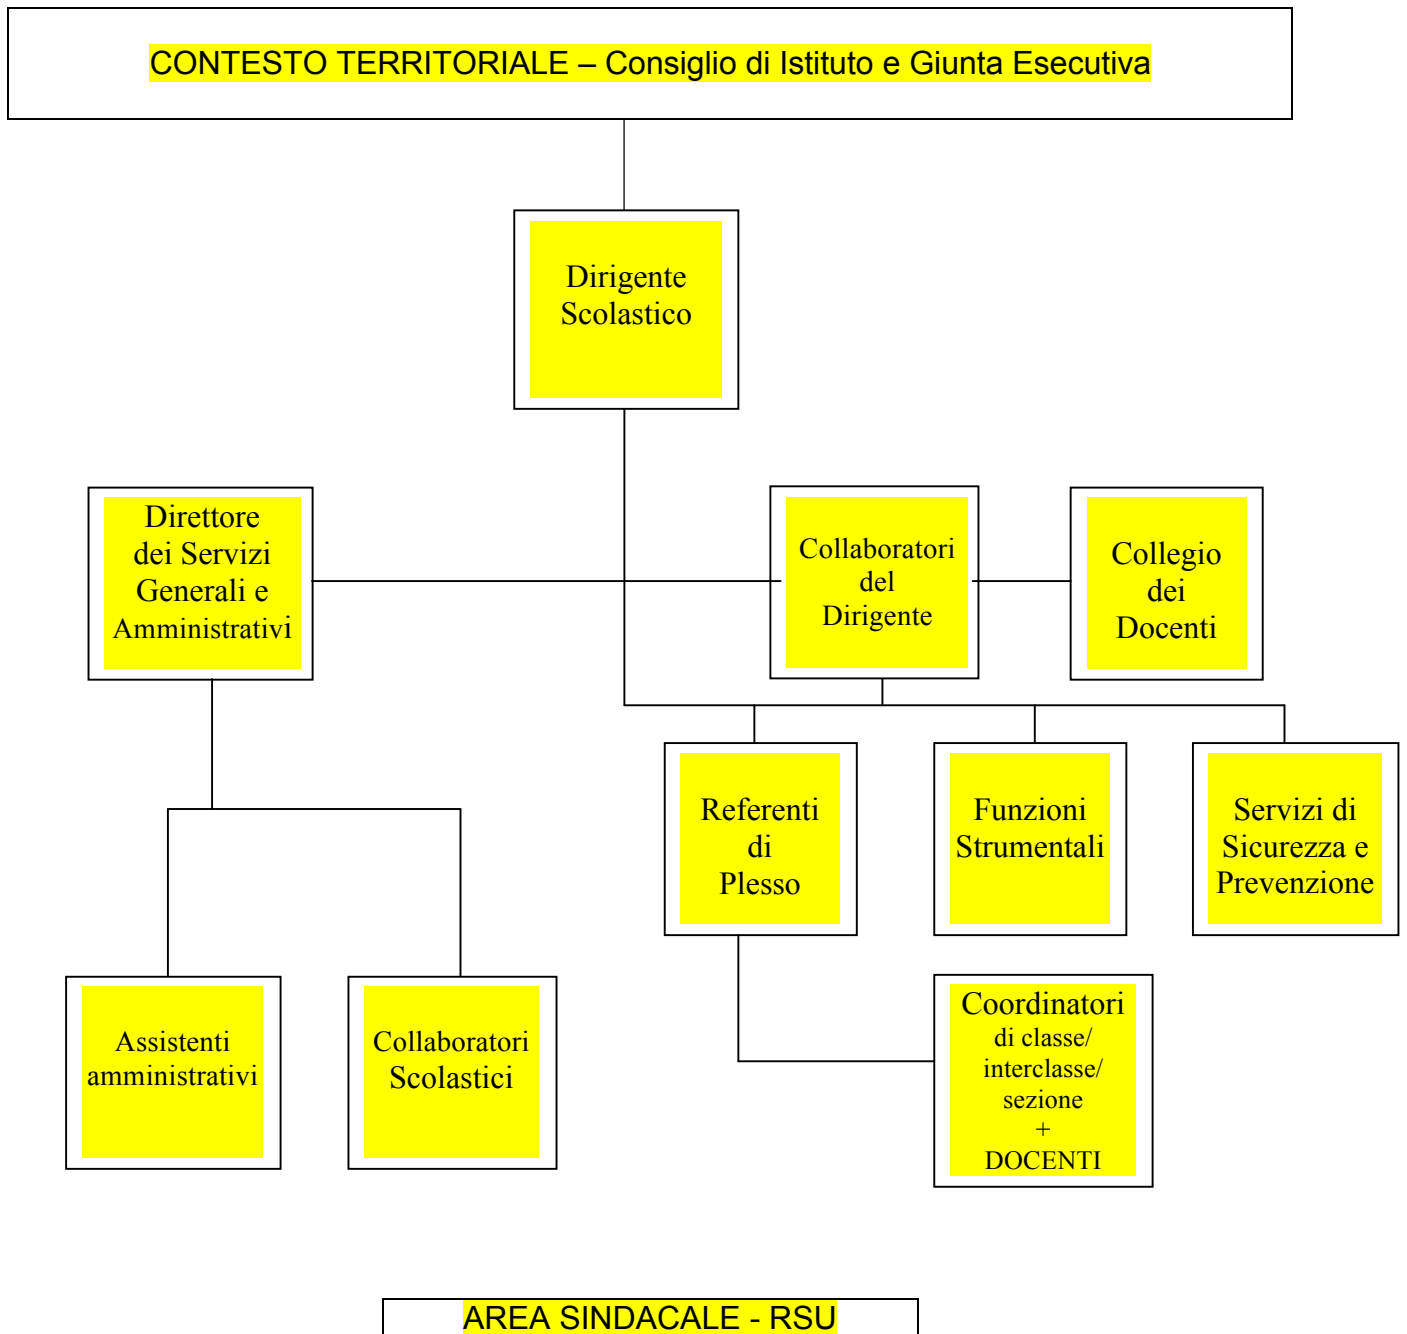 CONTESTO TERRITORIALE – Consiglio di Istituto e Giunta Esecutiva
Dirigente
Scolastico
Direttore
dei Servizi
Generali e
Amministrativi
Collaboratori
del
Dirigente
Collegio
dei
Docenti
Referenti
di
Plesso
Funzioni
Strumentali
Servizi di
Sicurezza e
Prevenzione
Assistenti
amministrativi
Collaboratori
Scolastici
Coordinatori
di classe/
interclasse/
sezione
+
DOCENTI
AREA SINDACALE - RSU